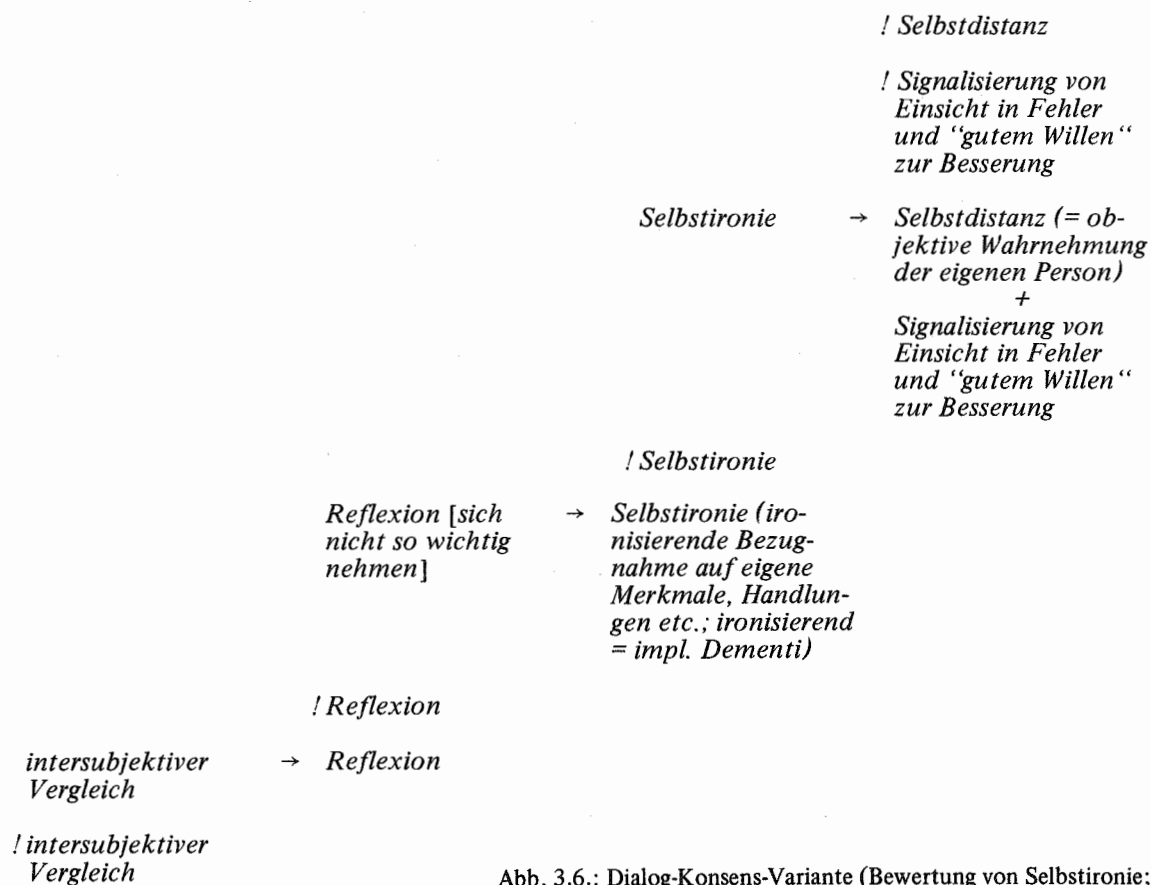 ! Selbstdistanz
! Signalisierung von
Einsicht in Fehler
und “gutem Willen“
zur Besserung
Selbstironie → Selbstdistanz (= ob-
jektive Wahrnehmung
der eigenen Person)
+
Signalisierung von
Einsicht in Fehler
und “gutem Willen“
zur Besserung
! Selbstironie
Reflexion [sich → Selbstironie (iro-
nicht so wichtig nisierende Bezug-
nehmen] nahme auf eigene
Merkmale, Handlun-
gen etc.; ironisierend
= impl. Dementi)
! Reflexion
intersubjektiver → Reflexion
Vergleich
! intersubjektiver
Vergleich Abb. 3.6.: Dialog-Konsens-Variante (Bewertung von Selbstironie;